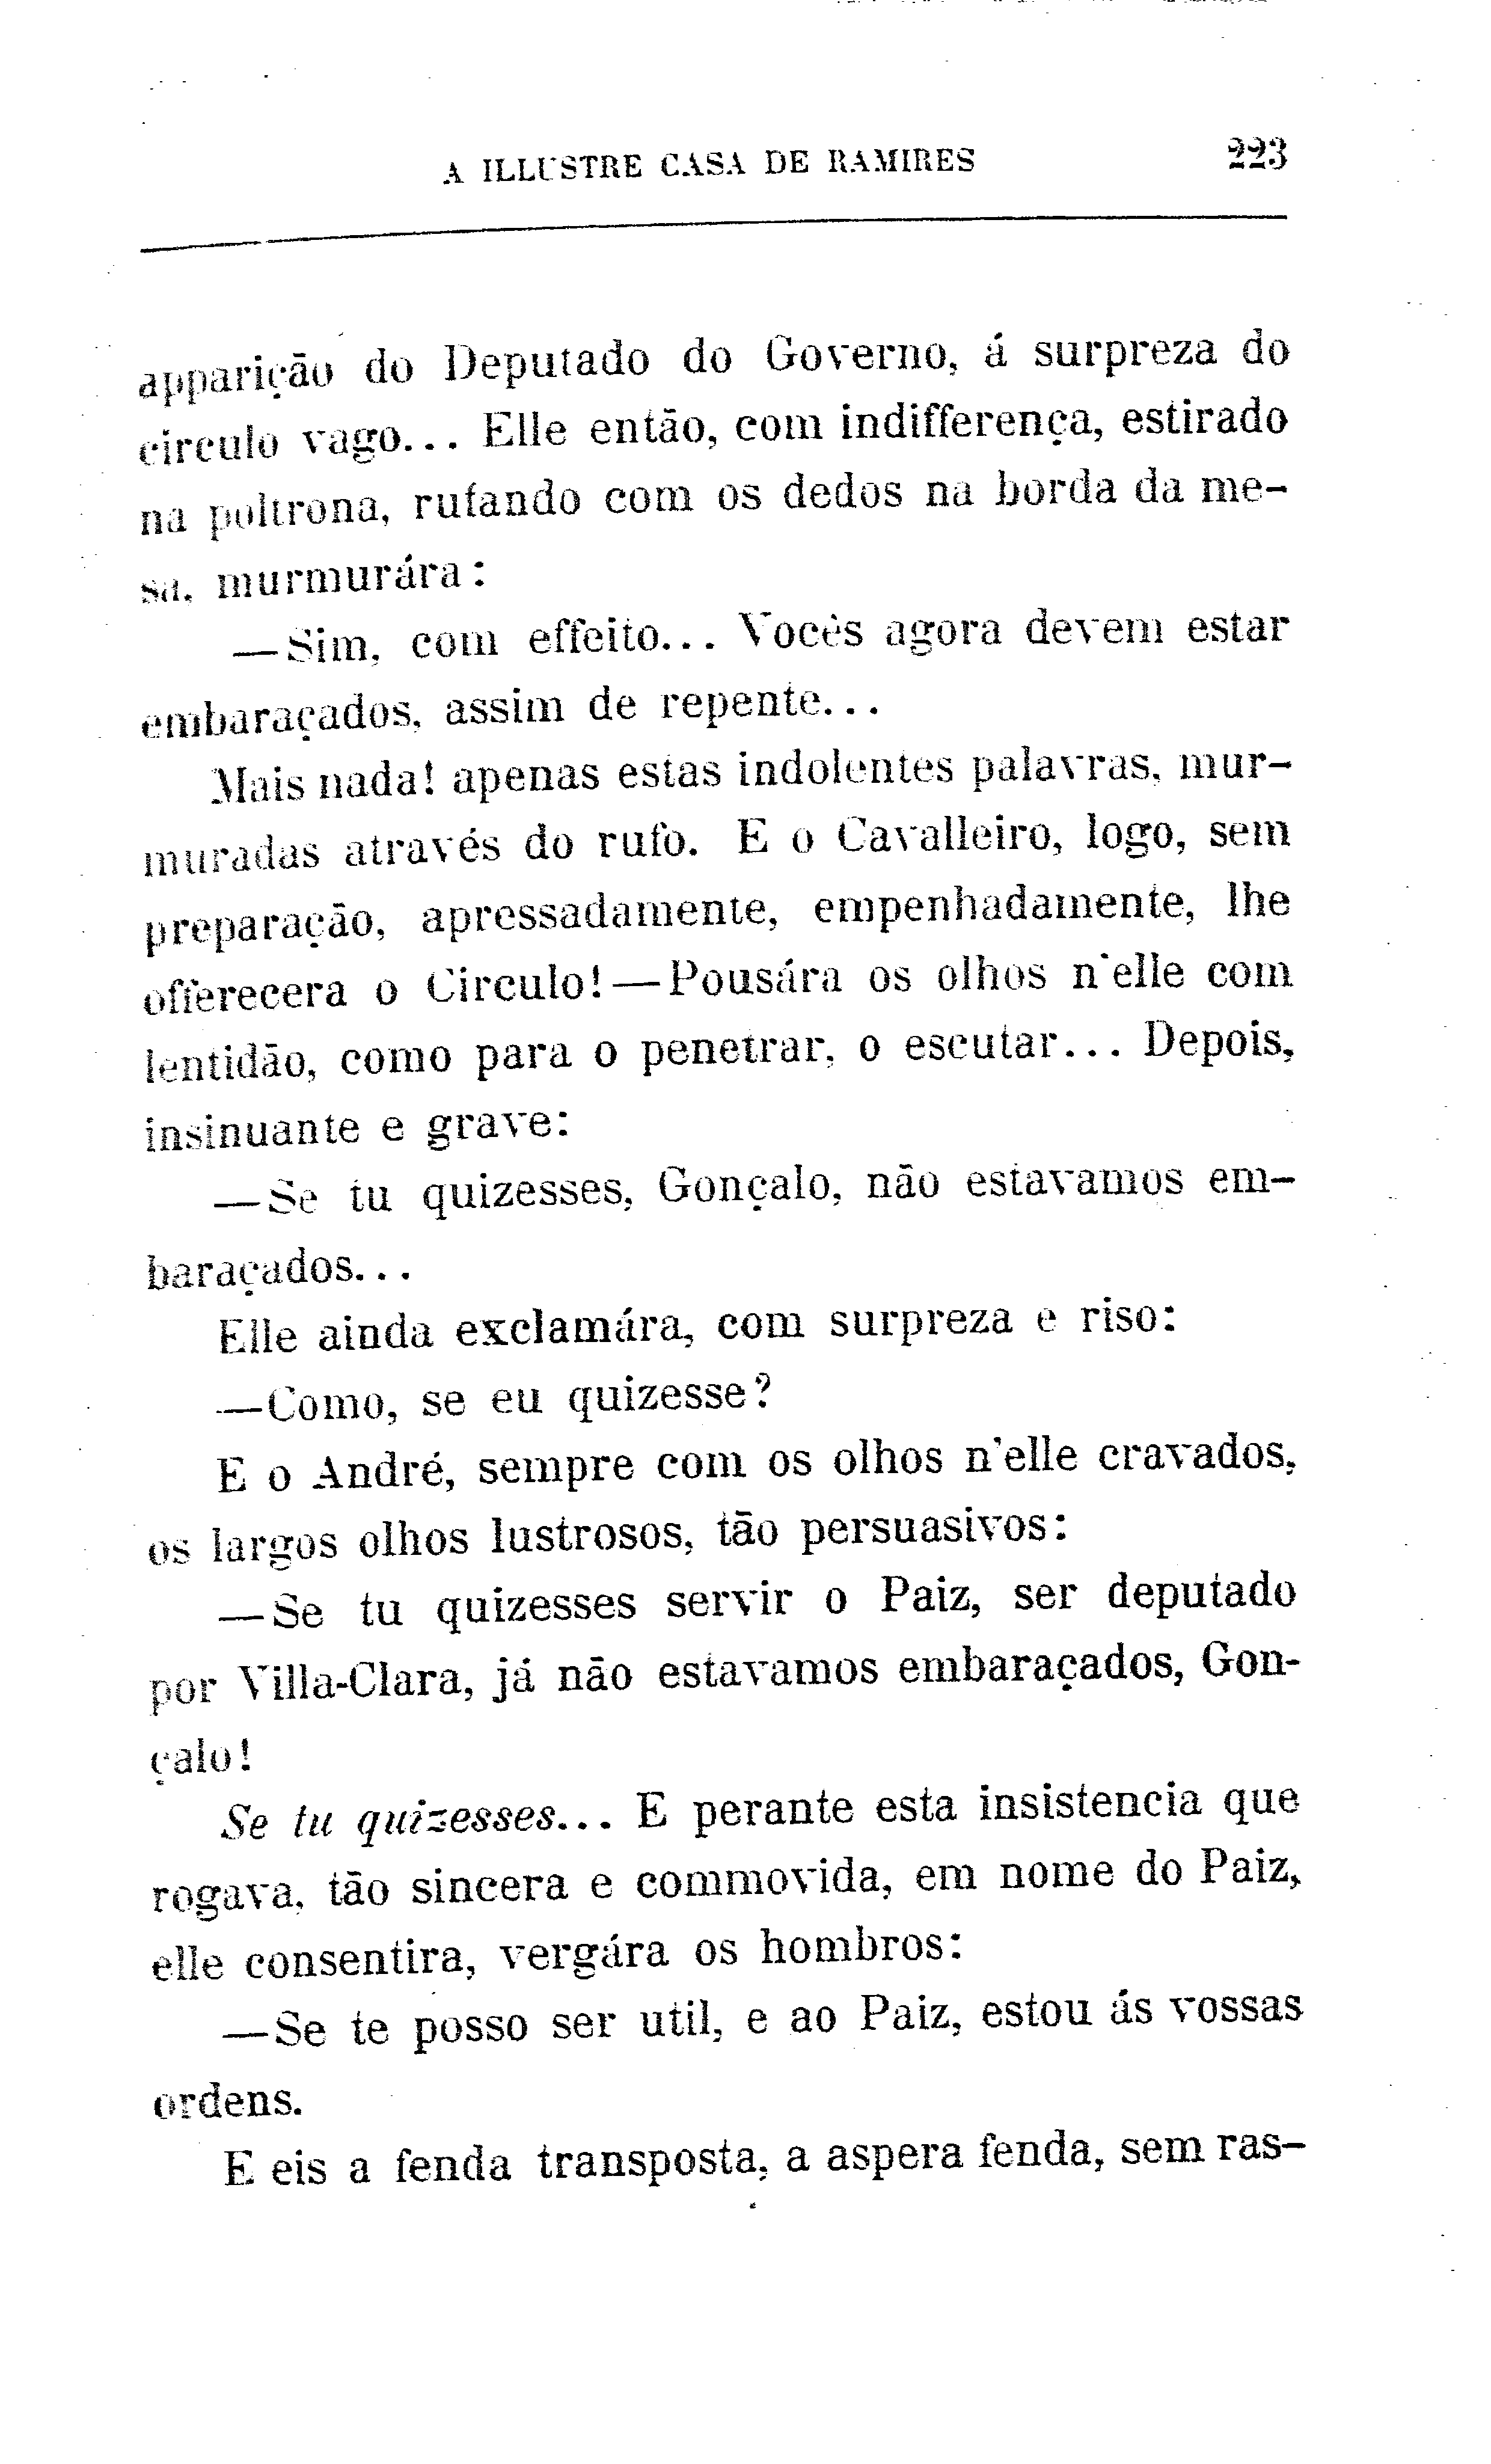 A ILLUSTRE CASA DE RAMIRES 223
apparição do Deputado do Governo, á surpreza do
circulo vago... Elle então, com indifferença, estirado
na poltrona, rufando com os dedos na borda da me-
sa, murmurára:
—Sim, com effeito... Vocês agora devem estar
embaraçados, assim de repente...
Mais nada! apenas estas indolentes palavras, mur-
muradas através do rufo. E o Cavalleiro, logo, sem
preparação, apressadamente, empenhadamente, lhe
offerecera o Circulo!—Pousára os olhos n'elle com
lentidão, como para o penetrar, o escutar... Depois,
insinuante e grave:
—Se tu quizesses, Gonçalo, não estavamos em-
baraçados...
Elle ainda exclamára, com surpreza e riso:
—Como, se eu quizesse?
E o André, sempre com os olhos n'elle cravados,
os largos olhos lustrosos, tão persuasivos:
—Se tu quizesses servir o Paiz, ser deputado
por Villa-Clara, já não estavamos embaraçados, Gon-
çalo!
Se tu quizesses... E perante esta insistencia que
rogava, tão sincera e commovida, em nome do Paiz,
elle consentira, vergára os hombros:
—Se te posso ser util, e ao Paiz, estou ás vossas
ordens.
E eis a fenda transposta, a aspera fenda, sem ras-